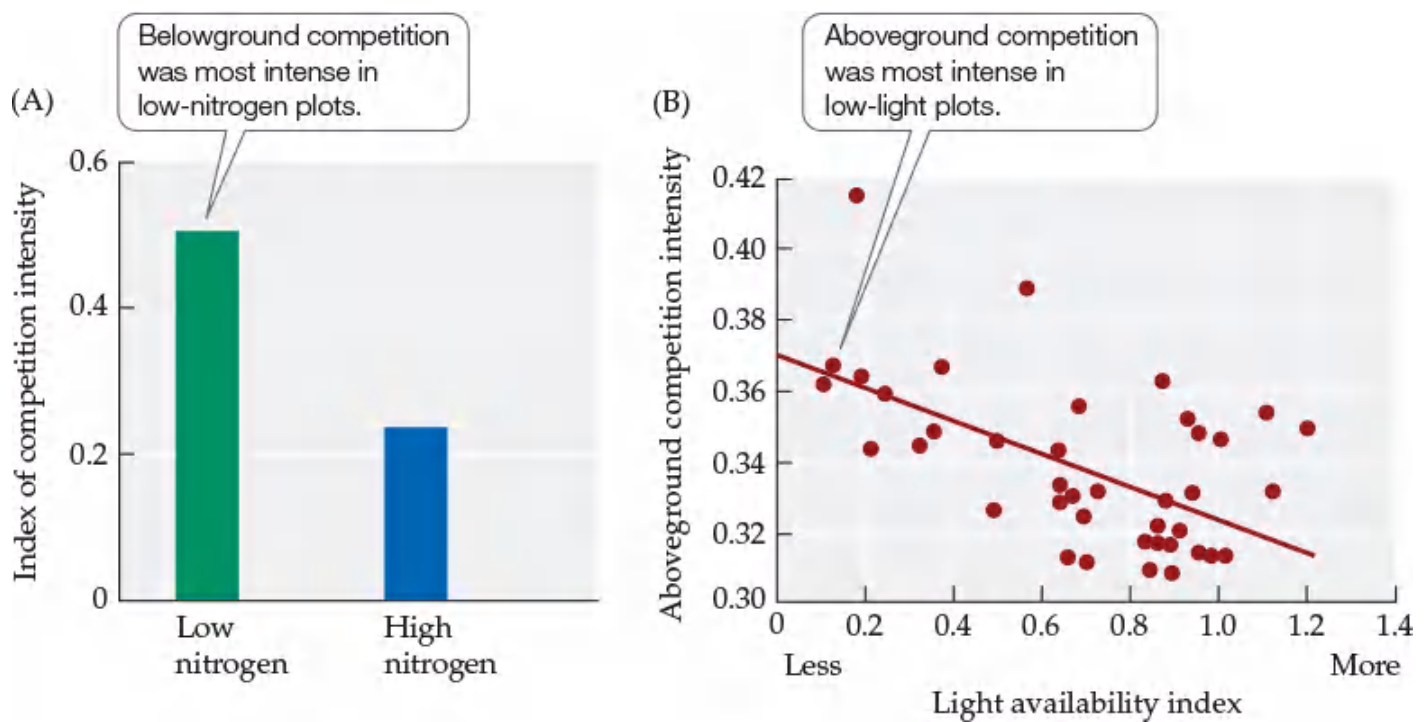 (A)
Belowground competition
was most intense in
low-nitrogen plots.
Index of competition intensity
0.6
0.4
0.2
0
Low
nitrogen
High
nitrogen
(B)
Aboveground competition
was most intense in
low-light plots.
Aboveground competition intensity
0.42
0.40
0.38
0.36
0.34
0.32
0.30
0 0.2 0.4 0.6 0.8 1.0 1.2 1.4
Less More
Light availability index